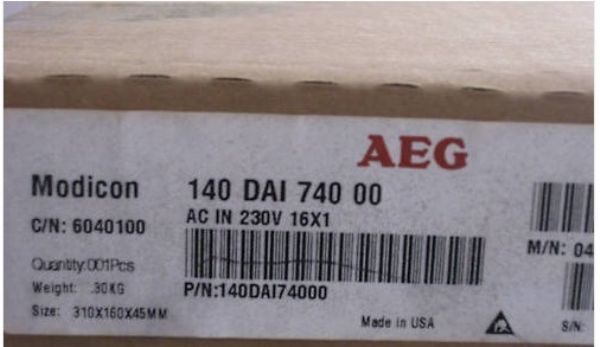 AEG
Modicon 140 DAI 740 00
C/N: 6040100 AC IN 230V 16X1
M/N: 04
Quantity:001Pcs
Weight: .30KG P/N:140DAI74000
Size: 310X160X45MM Made in USA S/N: